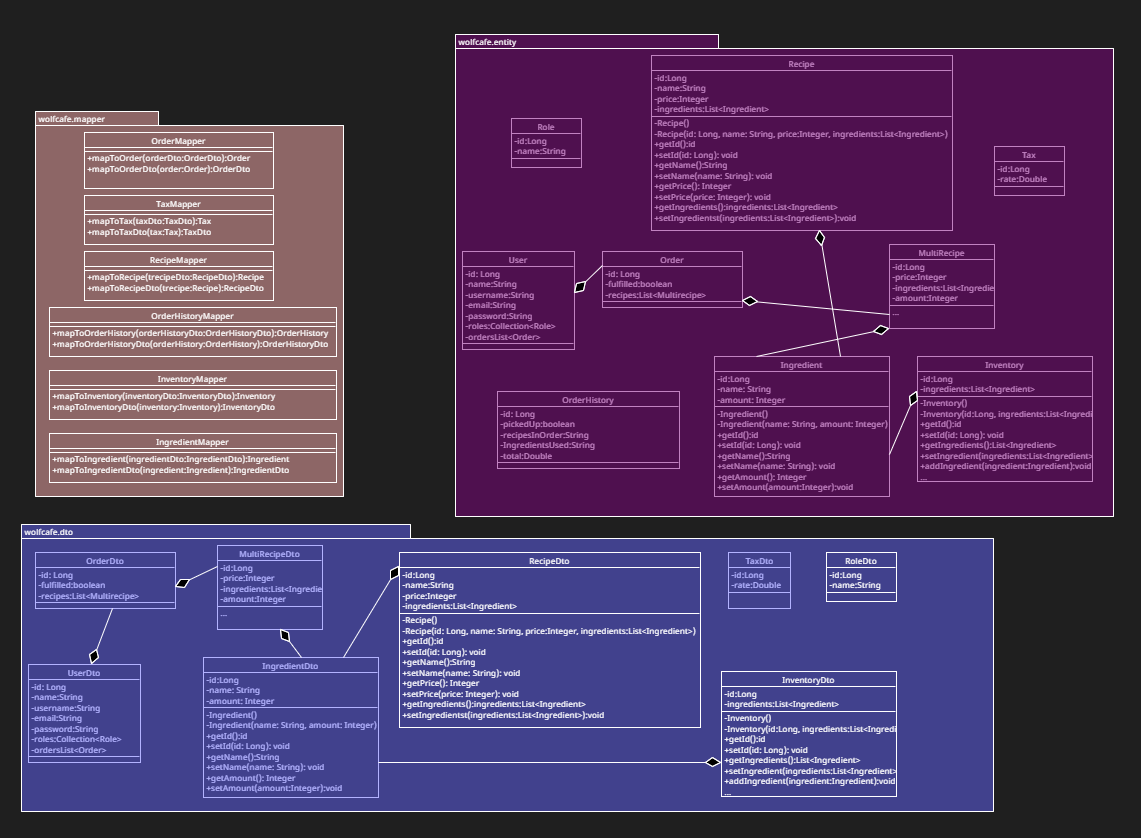 wolfcafe.entity
Recipe
-id:Long
-name:String
-price:Integer
-ingredients:List<Ingredient>
-Recipe()
-Recipe(id: Long, name: String, price:Integer, ingredients:List<Ingredient>)
+getId():id
+setId(id: Long): void
+getName():String
+setName(name: String): void
+getPrice(): Integer
+setPrice(price: Integer): void
+getIngredients():ingredients:List<Ingredient>
+setIngredientst(ingredients:List<Ingredient>):void
Role
-id:Long
-name:String
Tax
-id:Long
-rate:Double
User
-id: Long
-name:String
-username:String
-email:String
-password:String
-roles:Collection<Role>
-ordersList<Order>
Order
-id: Long
-fulfilled:boolean
-recipes:List<Multirecipe>
MultiRecipe
-id:Long
-price:Integer
-ingredients:List<Ingredie
-amount:Integer
...
OrderHistory
-id: Long
-pickedUp:boolean
-recipesInOrder:String
-IngredientsUsed:String
-total:Double
Ingredient
-id:Long
-name: String
-amount: Integer
-Ingredient()
-Ingredient(name: String, amount: Integer)
+getId():id
+setId(id: Long): void
+getName():String
+setName(name: String): void
+getAmount(): Integer
+setAmount(amount:Integer):void
Inventory
-id:Long
-ingredients:List<Ingredient>
-Inventory()
-Inventory(id:Long, ingredients:List<Ingredi
+getId():id
+setId(id: Long): void
+getIngredients():List<Ingredient>
+setIngredient(ingredients:List<Ingredient>
+addIngredient(ingredient:Ingredient):void
...
wolfcafe.mapper
OrderMapper
+mapToOrder(orderDto:OrderDto):Order
+mapToOrderDto(order:Order):OrderDto
TaxMapper
+mapToTax(taxDto:TaxDto):Tax
+mapToTaxDto(tax:Tax):TaxDto
RecipeMapper
+mapToRecipe(trecipeDto:RecipeDto):Recipe
+mapToRecipeDto(trecipe:Recipe):RecipeDto
OrderHistoryMapper
+mapToOrderHistory(orderHistoryDto:OrderHistoryDto):OrderHistory
+mapToOrderHistoryDto(orderHistory:OrderHistory):OrderHistoryDto
InventoryMapper
+mapToInventory(inventoryDto:InventoryDto):Inventory
+mapToInventoryDto(inventory:Inventory):InventoryDto
IngredientMapper
+mapToIngredient(ingredientDto:IngredientDto):Ingredient
+mapToIngredientDto(ingredient:Ingredient):IngredientDto
wolfcafe.dto
OrderDto
-id: Long
-fulfilled:boolean
-recipes:List<Multirecipe>
MultiRecipeDto
-id:Long
-price:Integer
-ingredients:List<Ingredie
-amount:Integer
...
RecipeDto
-id:Long
-name:String
-price:Integer
-ingredients:List<Ingredient>
-Recipe()
-Recipe(id: Long, name: String, price:Integer, ingredients:List<Ingredient>)
+getId():id
+setId(id: Long): void
+getName():String
+setName(name: String): void
+getPrice(): Integer
+setPrice(price: Integer): void
+getIngredients():ingredients:List<Ingredient>
+setIngredientst(ingredients:List<Ingredient>):void
TaxDto
-id:Long
-rate:Double
RoleDto
-id:Long
-name:String
UserDto
-id: Long
-name:String
-username:String
-email:String
-password:String
-roles:Collection<Role>
-ordersList<Order>
IngredientDto
-id:Long
-name: String
-amount: Integer
-Ingredient()
-Ingredient(name: String, amount: Integer)
+getId():id
+setId(id: Long): void
+getName():String
+setName(name: String): void
+getAmount(): Integer
+setAmount(amount:Integer):void
InventoryDto
-id:Long
-ingredients:List<Ingredient>
-Inventory()
-Inventory(id:Long, ingredients:List<Ingredi
+getId():id
+setId(id: Long): void
+getIngredients():List<Ingredient>
+setIngredient(ingredients:List<Ingredient>
+addIngredient(ingredient:Ingredient):void
...